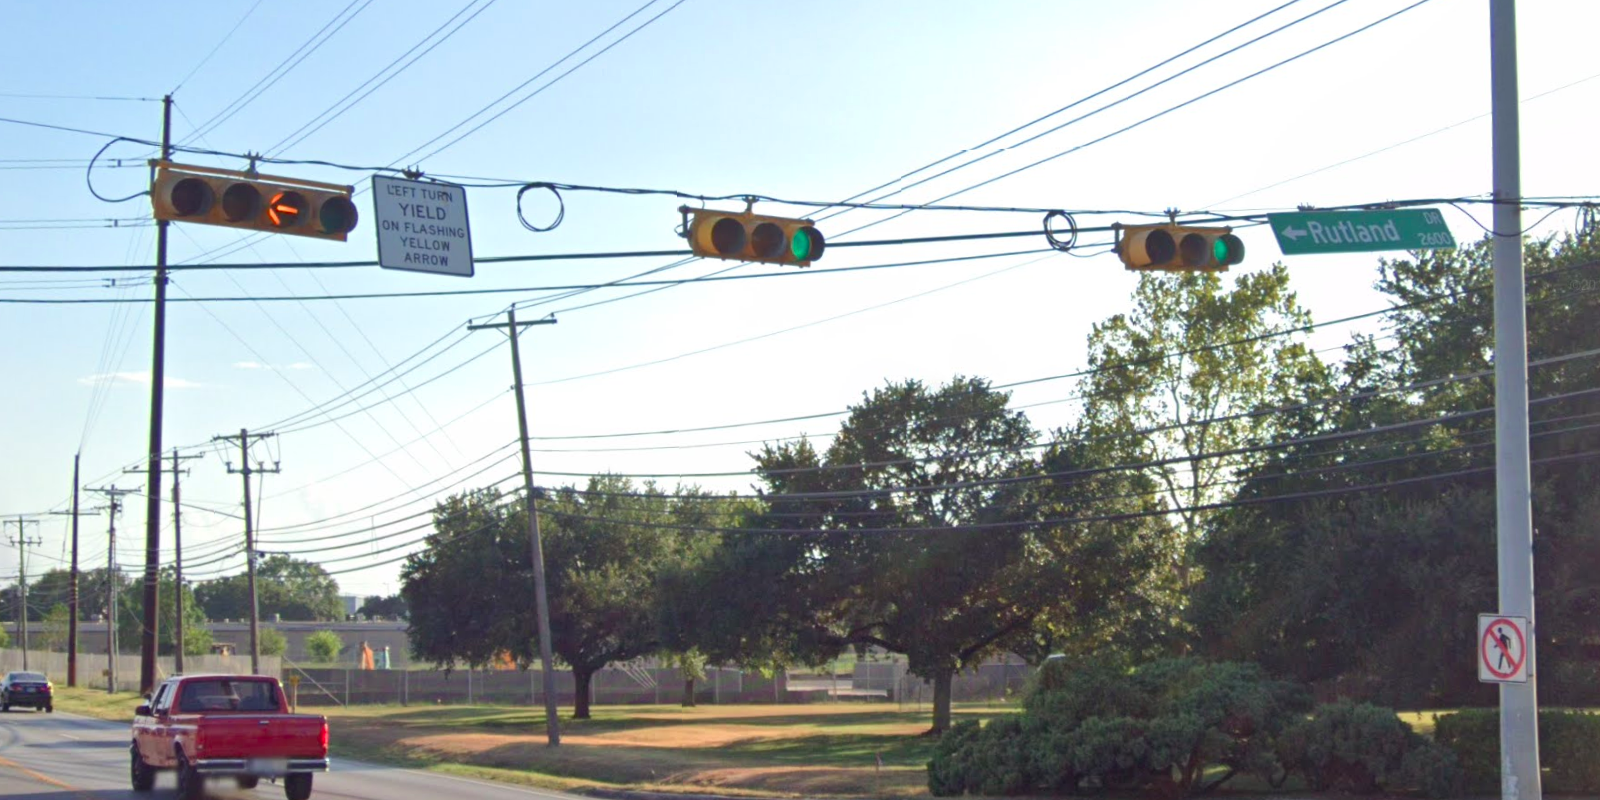 LEFT TURN
YIELD
ON FLASHING
YELLOW
ARROW
Rutland DR
2600